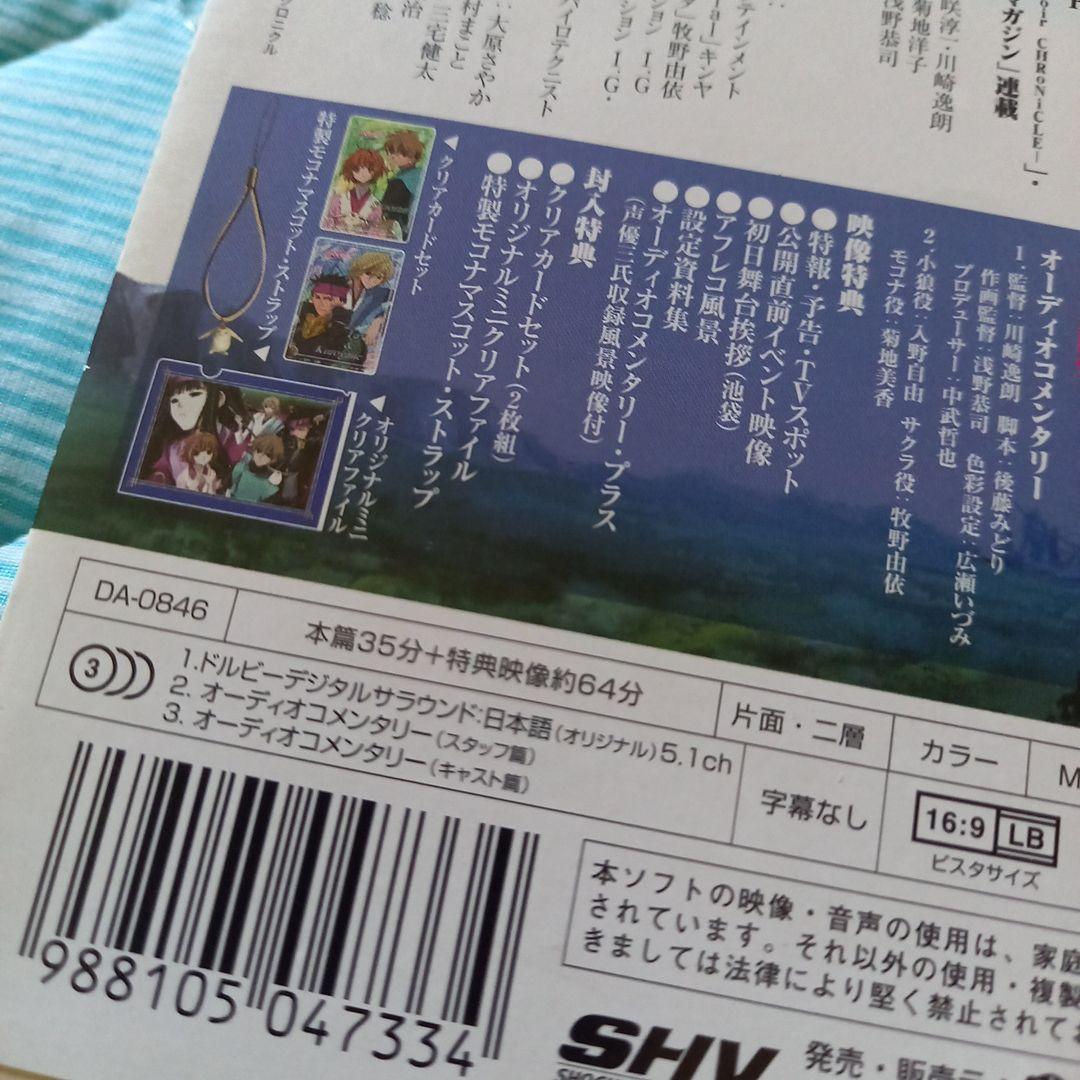 oir CHRoNiCLE―」・
マガジン」連載
咲淳一・川﨑逸朗
菊地洋子
浅野恭司
ティインメント
牧野由依
ション I.G
ション I.G・
パイロテクニスト
：大原さやか
村まこと
三宅健太
治
稔
クロニクル
オーディオコメンタリー
1．監督：川﨑逸朗 脚本：後藤みどり
作画監督：浅野恭司 色彩設定：広瀬いづみ
プロデューサー：中武哲也
2．小狼役：入野自由 サクラ役：牧野由依
モコナ役：菊地美香
映像特典
●特報・予告・TVスポット
●公開直前イベント映像
●初日舞台挨拶(池袋)
●アフレコ風景
●設定資料集
●オーディオコメンタリー・プラス
(声優三氏収録風景映像付)
封入特典
●クリアカードセット(2枚組)
●オリジナルミニクリアファイル
●特製モコナマスコット・ストラップ
◀クリアカードセット
特製モコナマスコット・ストラップ▶
◀オリジナルミニ
クリアファイル
DA-0846
本篇35分+特典映像約64分
片面・二層
カラー
3
1.ドルビーデジタルサラウンド:日本語(オリジナル)5.1ch
2. オーディオコメンタリー(スタッフ篇)
3. オーディオコメンタリー(キャスト篇)
字幕なし
16:9 LB
ビスタサイズ
988105 047334
本ソフトの映像・音声の使用は、家庭
されています。それ以外の使用・複製
きましては法律により堅く禁止されてお
SHV
発売・販売元